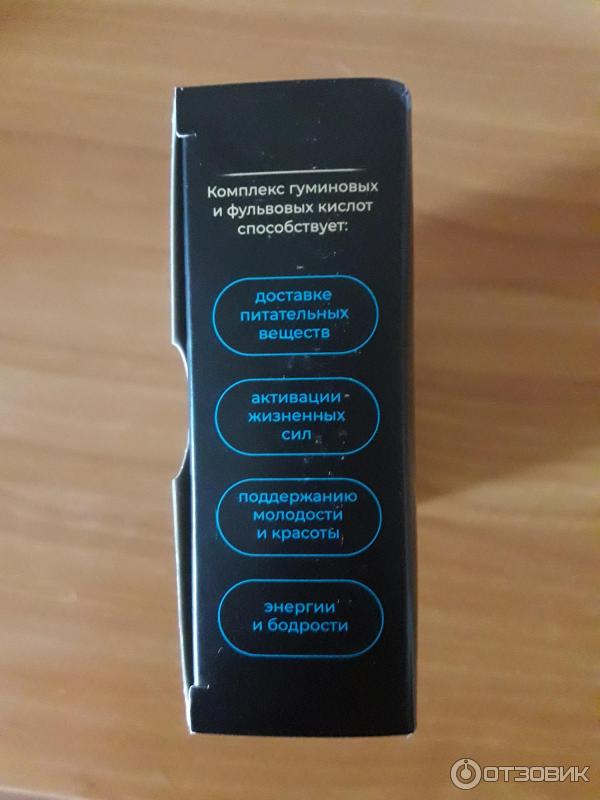 Комплекс гуминовых
и фульвовых кислот
способствует:
доставке
питательных
веществ
активации
жизненных
сил
поддержанию
молодости
и красоты
энергии
и бодрости
ОТЗОВИК